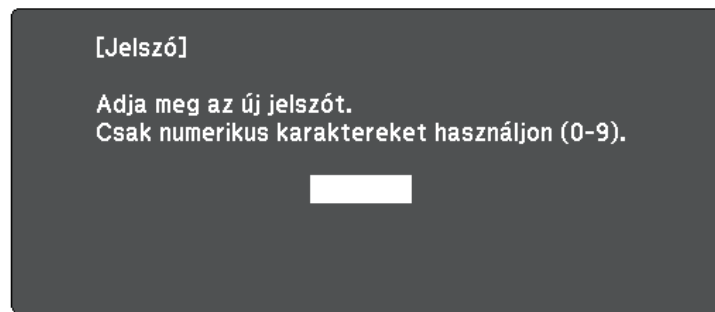 [Jelszó]
Adja meg az új jelszót.
Csak numerikus karaktereket használjon (0-9).